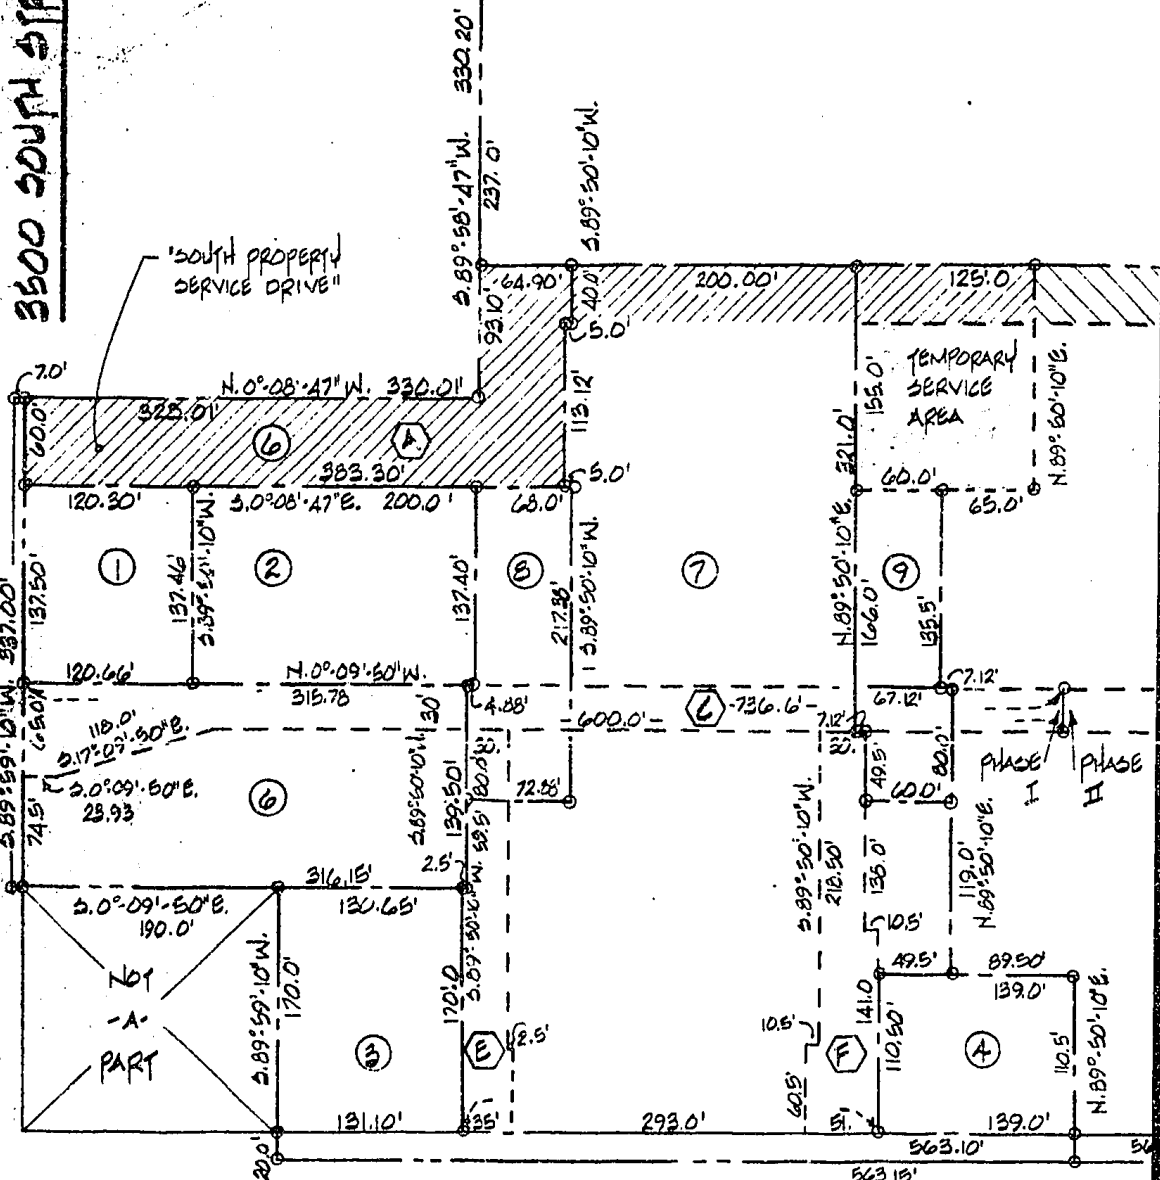 3500 SOUTH
330.20'
S.89°-58'-47"W.
237.0'
S.89°-50'-10"W.
"SOUTH PROPERTY
SERVICE DRIVE"
64.90'
40.0'
200.00'
125.0
93.10'
5.0'
7.0'
N.0°-08'-47"W. 330.01'
323.01'
60.0'
6
A
113.12'
155.0'
321.0'
TEMPORARY
SERVICE
AREA
N.89°-50'-10"E.
383.30'
5.0'
120.30'
S.0°-08'-47"E. 200.0'
68.0'
60.0'
65.0'
337.00'
137.50'
1
137.46'
2
137.40'
8
217.38'
S.89°-50'-10"W.
7
N.89°-50'-10"E.
166.0'
9
135.5'
120.66'
N.0°-09'-50"W.
315.78
4.88'
67.12'
7.12'
S.89°-59'-10"W.
65.0'
118.0'
30'
600.0'
C
736.6'
7.12'
S.0°-09'-50"E.
23.93
74.5'
6
S.89°-50'-10"W.
139.50'
80.0'
59.5'
72.38'
49.5'
80.0'
60.0'
PHASE
I
PHASE
II
S.89°-50'-10"W.
218.50'
136.0'
119.0'
N.89°-50'-10"E.
2.5'
316.15'
S.0°-09'-50"E.
190.0'
130.65'
10.5'
49.5'
89.50'
139.0'
NOT
-A-
PART
S.89°-59'-10"W.
170.0'
3
170.0
S.89°-50'-10"W.
E
2.5'
10.5'
60.5'
F
141.0
110.50'
4
110.5'
N.89°-50'-10"E.
131.10'
35'
293.0'
51.'
139.0'
20.0'
563.10'
56
563.15'